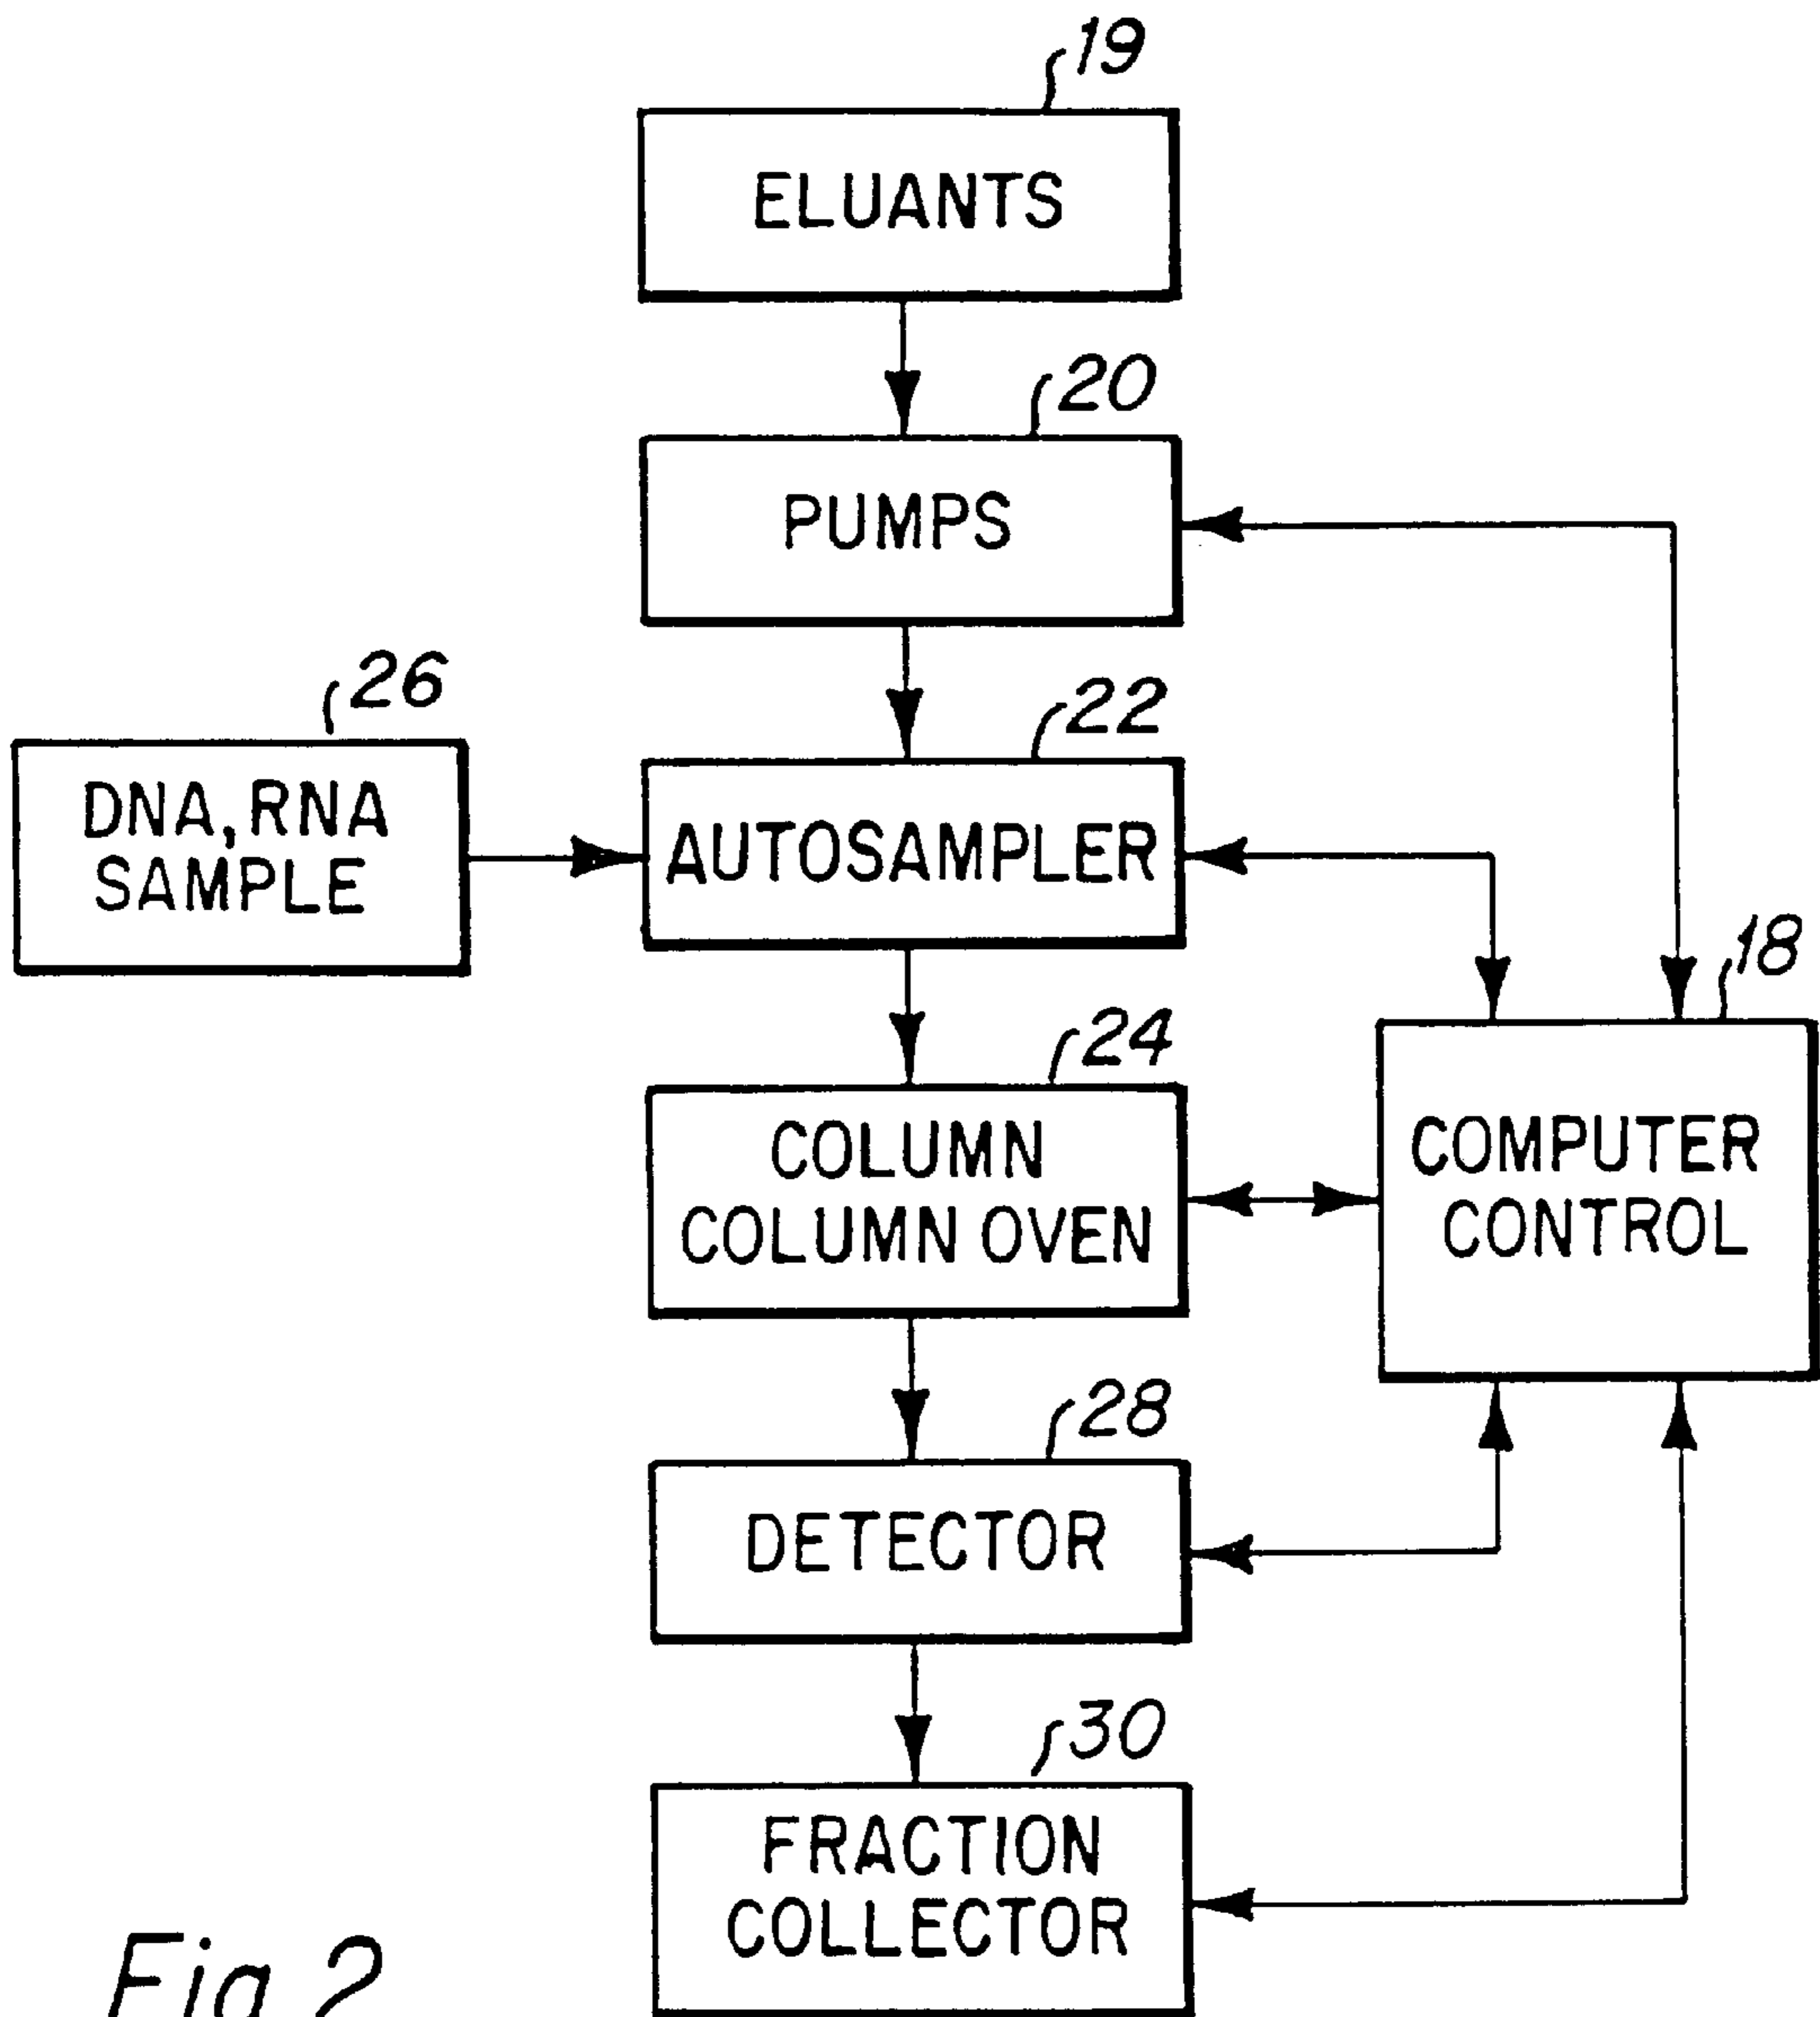 19
ELUANTS
20
PUMPS
26
DNA, RNA
SAMPLE
22
AUTOSAMPLER
24
COLUMN
COLUMN OVEN
18
COMPUTER
CONTROL
28
DETECTOR
30
FRACTION
COLLECTOR
Fig 2